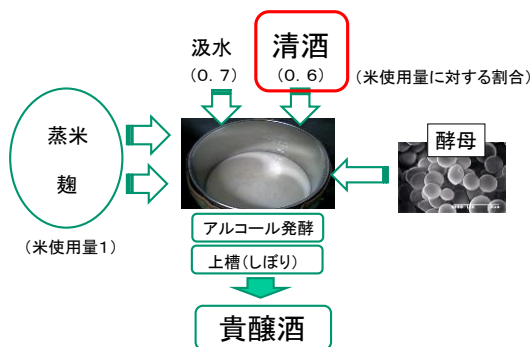 汲水
(0.7)
清酒
(0.6)
(米使用量に対する割合)
蒸米
麹
(米使用量1)
酵母
アルコール発酵
上槽(しぼり)
貴醸酒